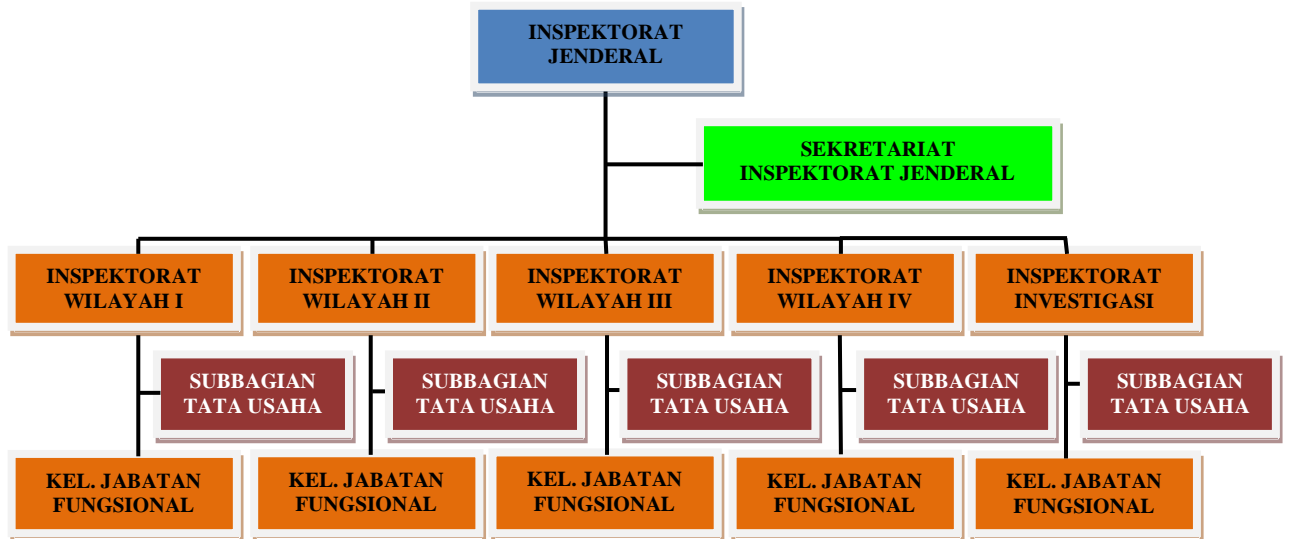 INSPEKTORAT
JENDERAL
SEKRETARIAT
INSPEKTORAT JENDERAL
INSPEKTORAT
WILAYAH I
INSPEKTORAT
WILAYAH II
INSPEKTORAT
WILAYAH III
INSPEKTORAT
WILAYAH IV
INSPEKTORAT
INVESTIGASI
SUBBAGIAN
TATA USAHA
SUBBAGIAN
TATA USAHA
SUBBAGIAN
TATA USAHA
SUBBAGIAN
TATA USAHA
SUBBAGIAN
TATA USAHA
KEL. JABATAN
FUNGSIONAL
KEL. JABATAN
FUNGSIONAL
KEL. JABATAN
FUNGSIONAL
KEL. JABATAN
FUNGSIONAL
KEL. JABATAN
FUNGSIONAL